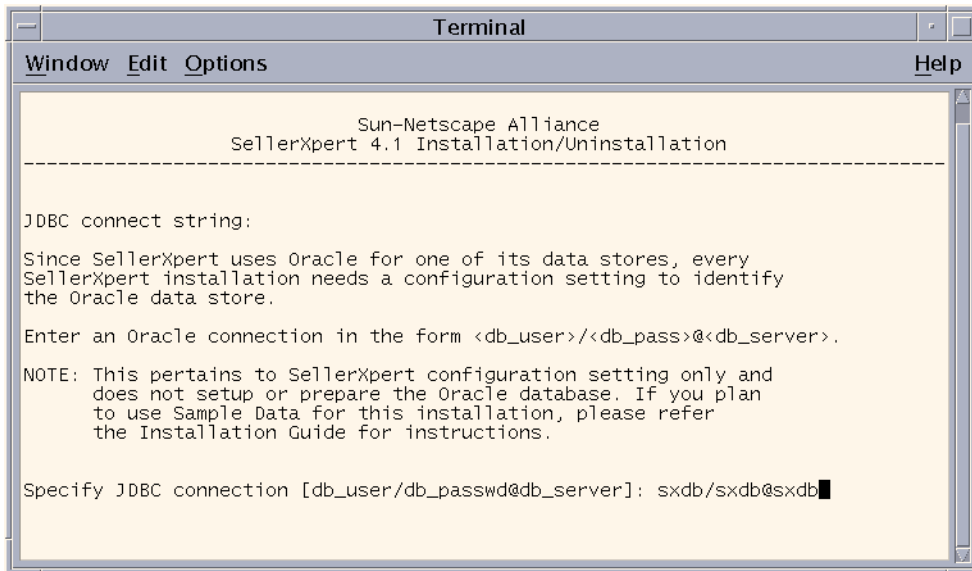 Terminal
Window Edit Options Help
Sun-Netscape Alliance
SellerXpert 4.1 Installation/Uninstallation
--------------------------------------------------------------------------------
JDBC connect string:
Since SellerXpert uses Oracle for one of its data stores, every
SellerXpert installation needs a configuration setting to identify
the Oracle data store.
Enter an Oracle connection in the form <db_user>/<db_pass>@<db_server>.
NOTE: This pertains to SellerXpert configuration setting only and
does not setup or prepare the Oracle database. If you plan
to use Sample Data for this installation, please refer
the Installation Guide for instructions.
Specify JDBC connection [db_user/db_passwd@db_server]: sxdb/sxdb@sxdb